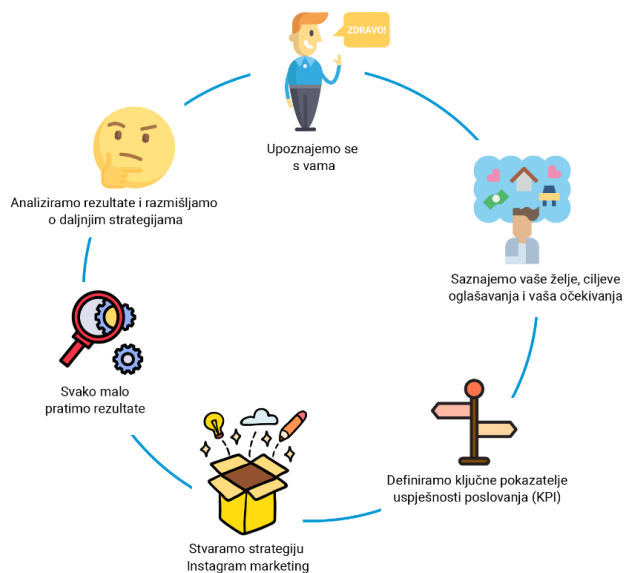 ZDRAVO!
Upoznajemo se
s vama
Saznajemo vaše želje, ciljeve
oglašavanja i vaša očekivanja
Definiramo ključne pokazatelje
uspješnosti poslovanja (KPI)
Stvaramo strategiju
Instagram marketing
Svako malo
pratimo rezultate
Analiziramo rezultate i razmišljamo
o daljnjim strategijama